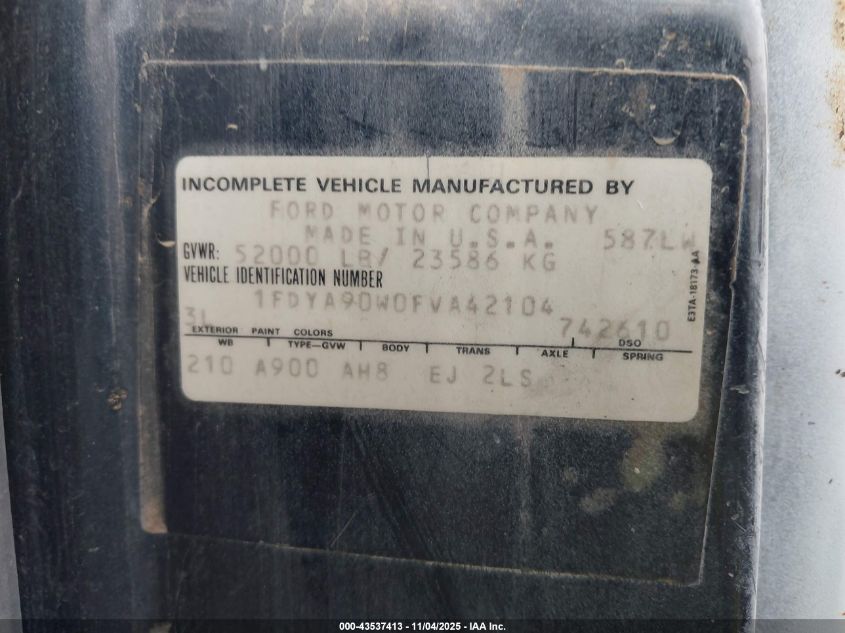 INCOMPLETE VEHICLE MANUFACTURED BY
FORD MOTOR COMPANY
MADE IN U.S.A. 587LW
GVWR: 52000 LB/ 23586 KG
VEHICLE IDENTIFICATION NUMBER
1FDYA90W0FVA42104
3L 742610
EXTERIOR PAINT COLORS DSO
WB TYPE—GVW BODY TRANS AXLE SPRING
210 A900 AH8 EJ 2LS
E3TA-18173-AA
000-43537413 - 11/04/2025 - IAA Inc.